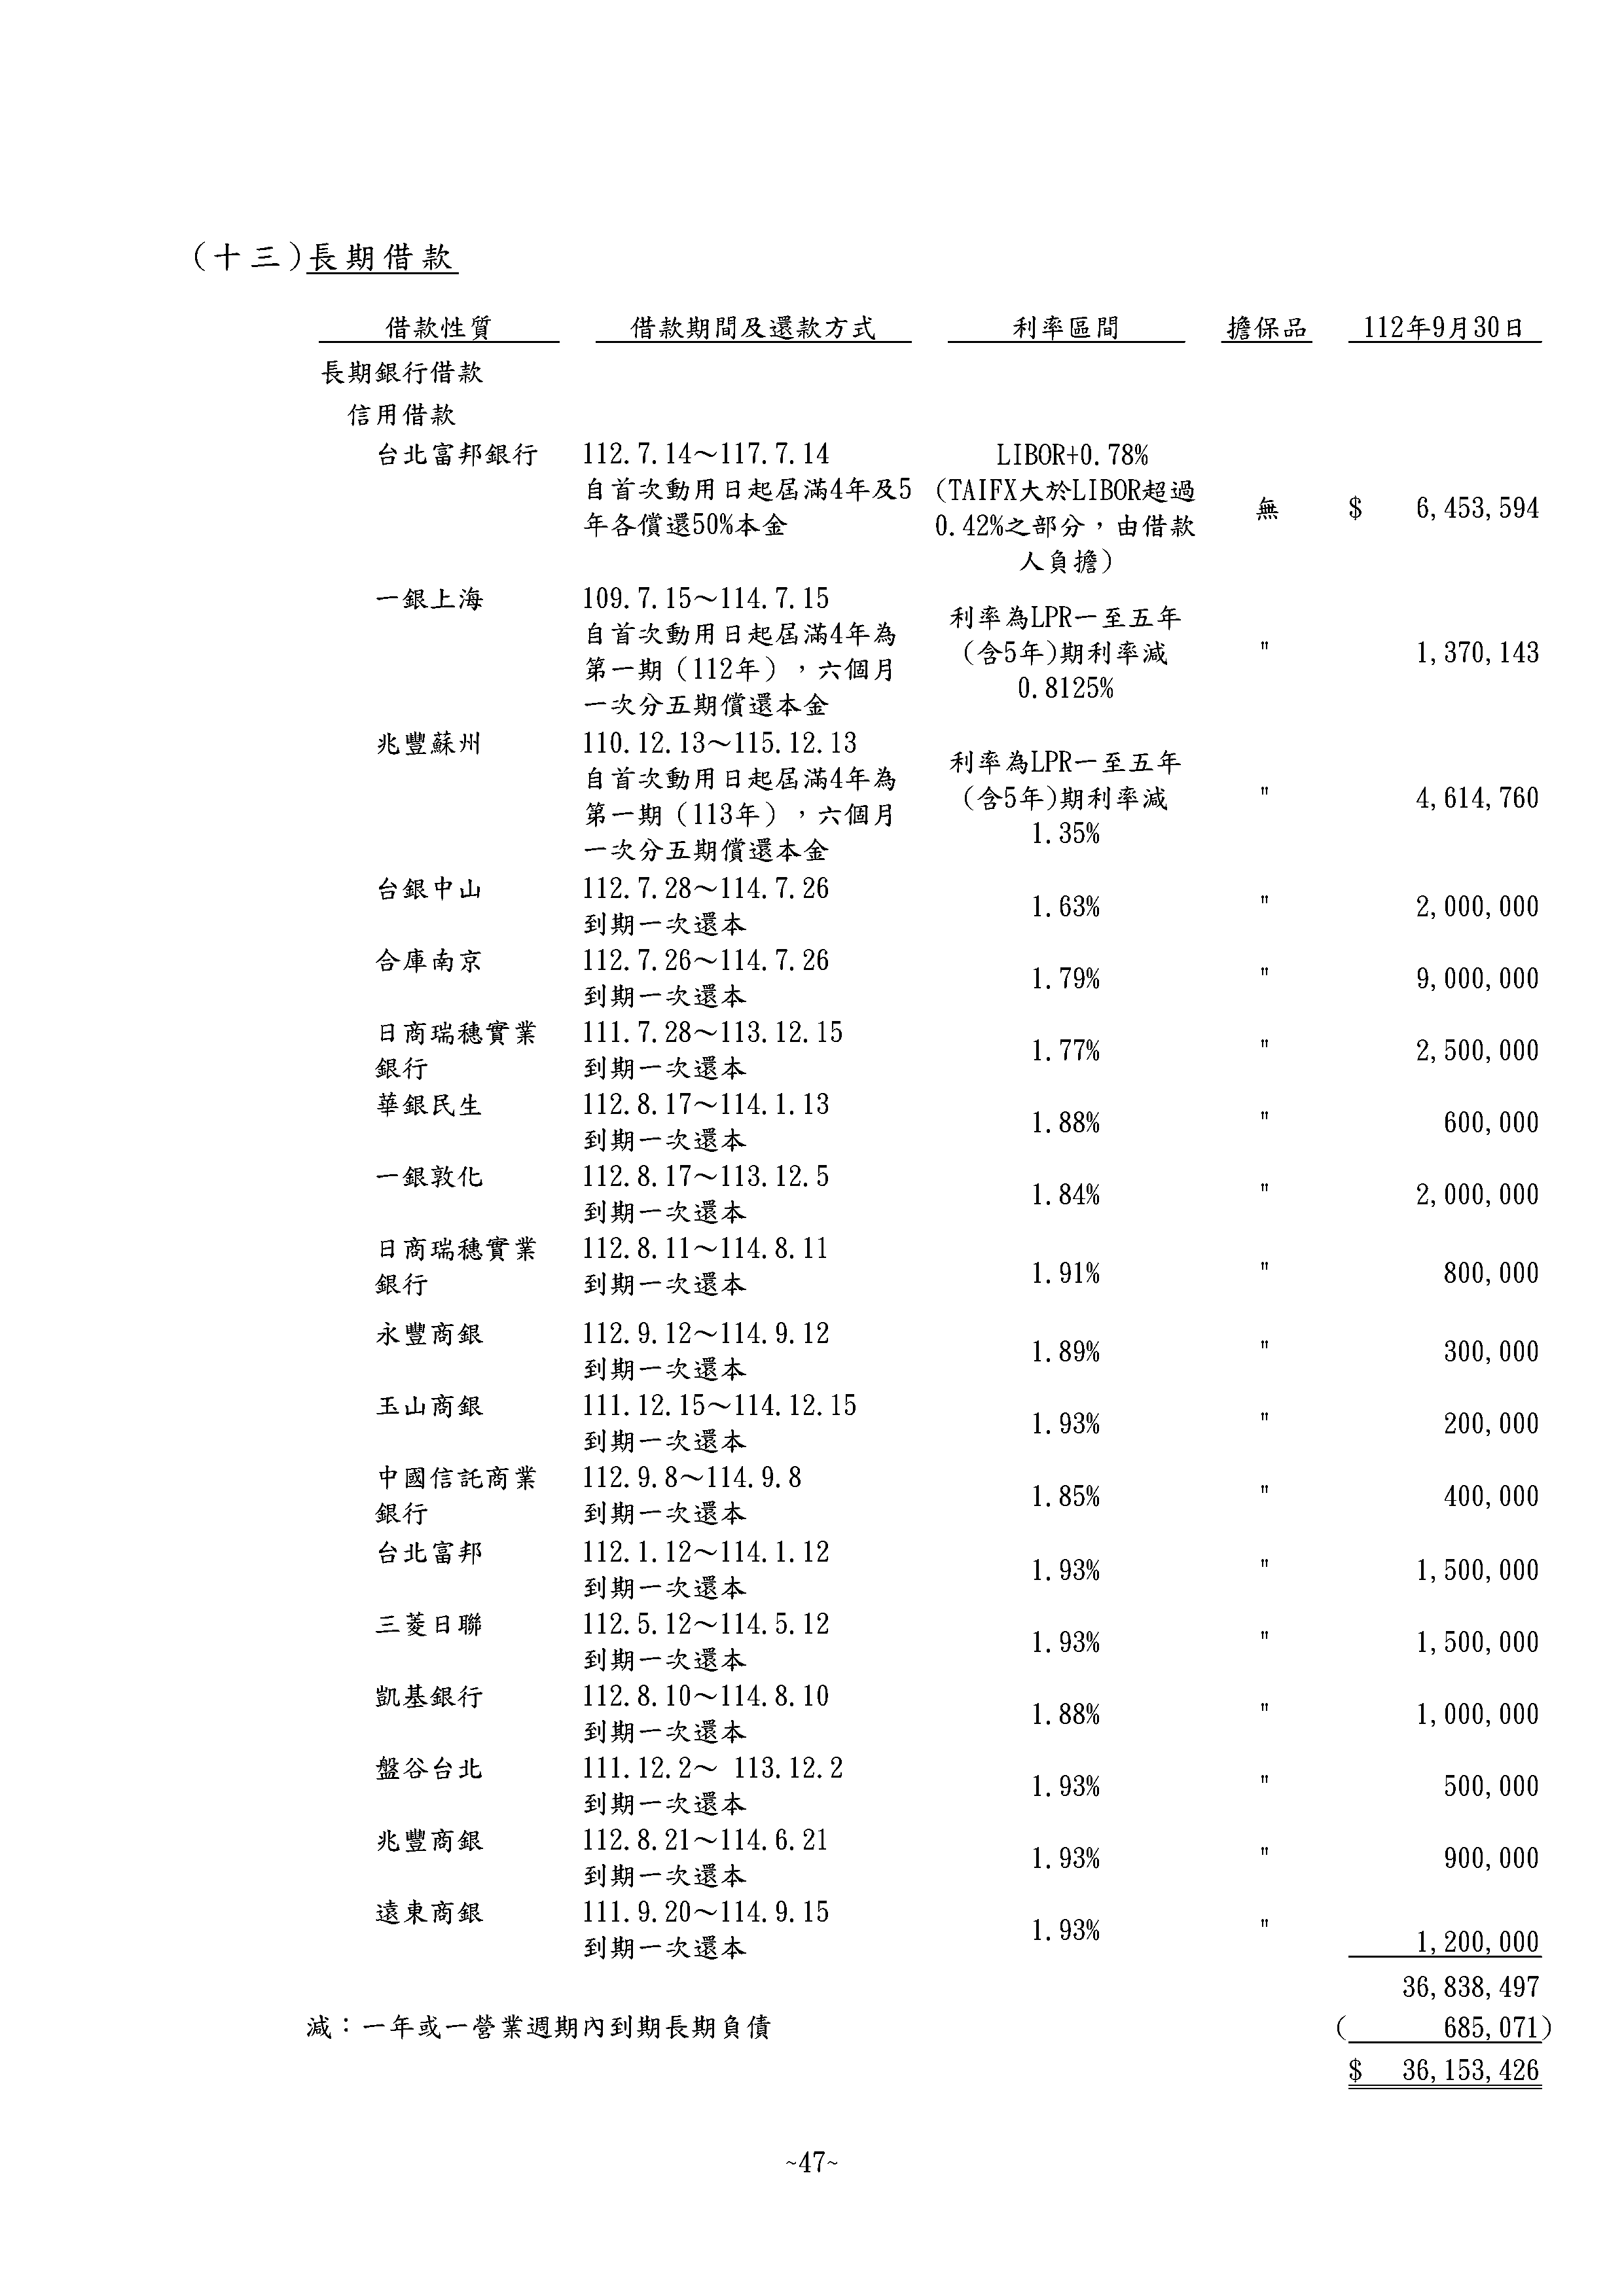 (十三)長期借款
借款性質 借款期間及還款方式 利率區間 擔保品 112年9月30日
長期銀行借款
信用借款
台北富邦銀行 112.7.14～117.7.14 LIBOR+0.78%
自首次動用日起屆滿4年及5 (TAIFX大於LIBOR超過
無 $ 6,453,594
年各償還50%本金 0.42%之部分，由借款
人負擔)
一銀上海 109.7.15～114.7.15
利率為LPR一至五年
自首次動用日起屆滿4年為
(含5年)期利率減 " 1,370,143
第一期（112年），六個月
0.8125%
一次分五期償還本金
兆豐蘇州 110.12.13～115.12.13
利率為LPR一至五年
自首次動用日起屆滿4年為
(含5年)期利率減 " 4,614,760
第一期（113年），六個月
1.35%
一次分五期償還本金
台銀中山 112.7.28～114.7.26
1.63% " 2,000,000
到期一次還本
合庫南京 112.7.26～114.7.26
1.79% " 9,000,000
到期一次還本
日商瑞穗實業 111.7.28～113.12.15
1.77% " 2,500,000
銀行 到期一次還本
華銀民生 112.8.17～114.1.13
1.88% " 600,000
到期一次還本
一銀敦化 112.8.17～113.12.5
1.84% " 2,000,000
到期一次還本
日商瑞穗實業 112.8.11～114.8.11
1.91% " 800,000
銀行 到期一次還本
永豐商銀 112.9.12～114.9.12
1.89% " 300,000
到期一次還本
玉山商銀 111.12.15～114.12.15
1.93% " 200,000
到期一次還本
中國信託商業 112.9.8～114.9.8
1.85% " 400,000
銀行 到期一次還本
台北富邦 112.1.12～114.1.12
1.93% " 1,500,000
到期一次還本
三菱日聯 112.5.12～114.5.12
1.93% " 1,500,000
到期一次還本
凱基銀行 112.8.10～114.8.10
1.88% " 1,000,000
到期一次還本
盤谷台北 111.12.2～ 113.12.2
1.93% " 500,000
到期一次還本
兆豐商銀 112.8.21～114.6.21
1.93% " 900,000
到期一次還本
遠東商銀 111.9.20～114.9.15
1.93% " 1,200,000
到期一次還本
36,838,497
減：一年或一營業週期內到期長期負債 ( 685,071)
$ 36,153,426
~47~